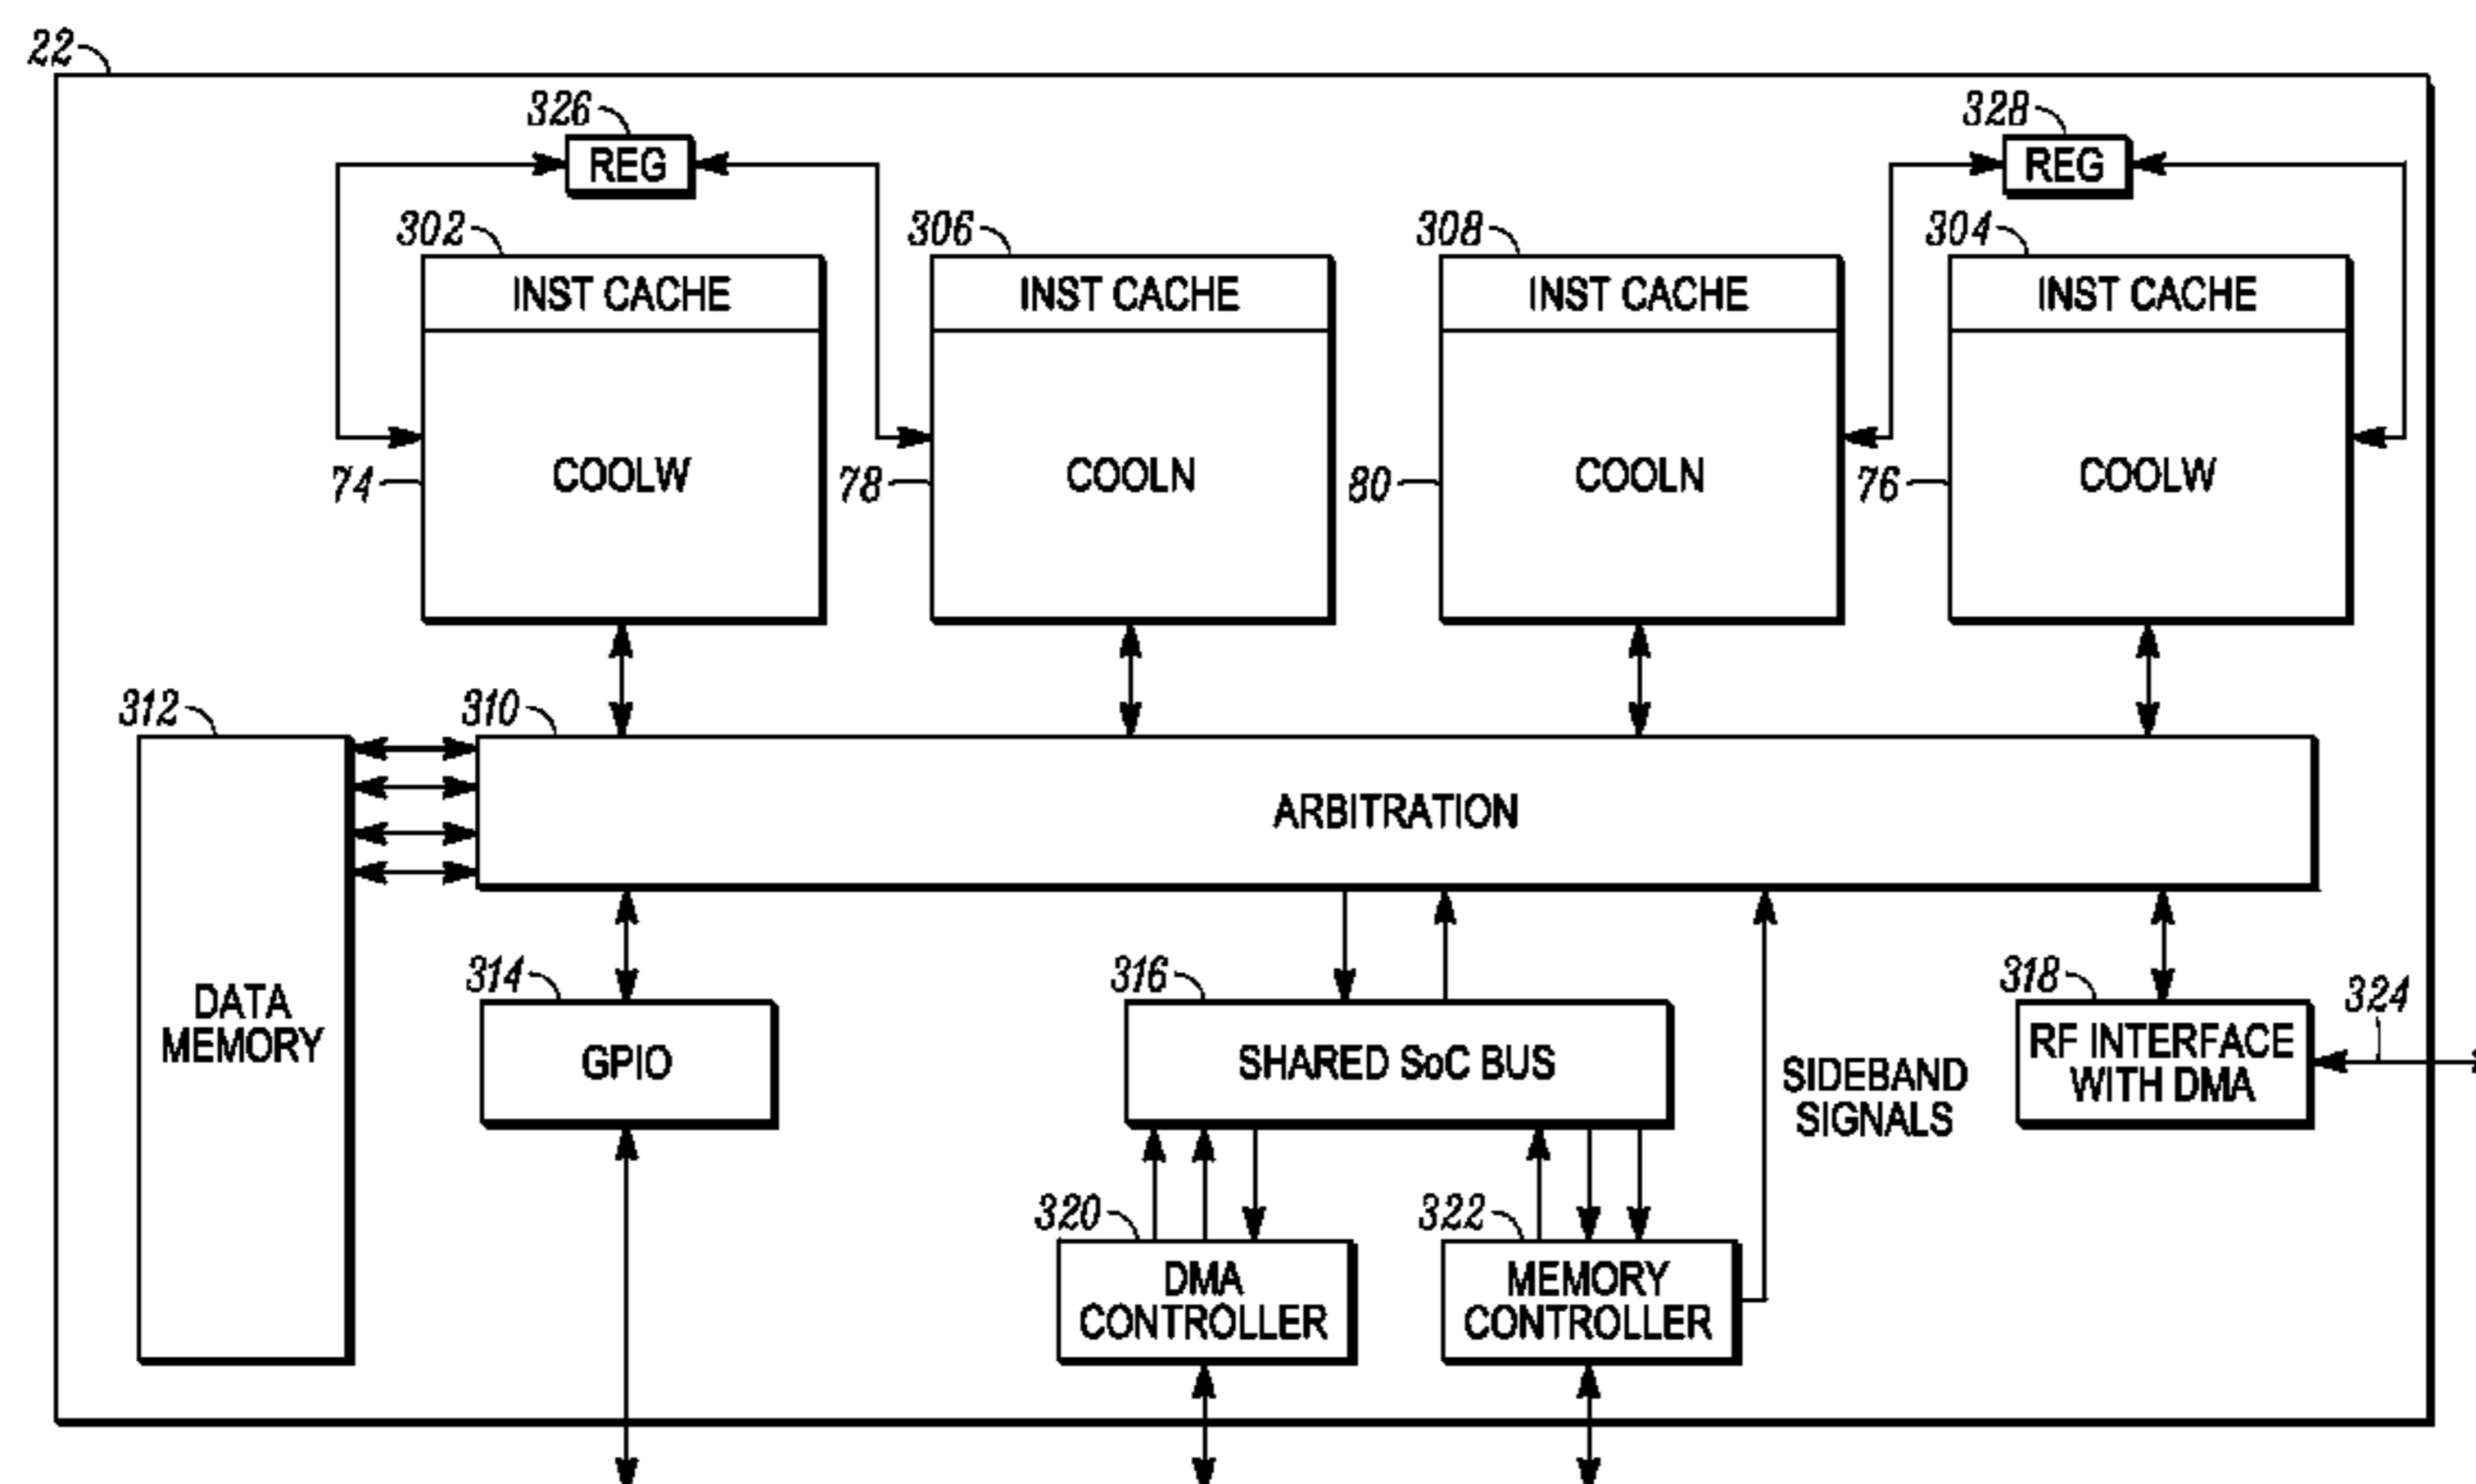 22
326
328
REG
REG
302
306
308
304
INST CACHE
INST CACHE
INST CACHE
INST CACHE
74
COOLW
78
COOLN
80
COOLN
76
COOLW
312
310
ARBITRATION
DATA
MEMORY
314
GPIO
316
SHARED SoC BUS
SIDEBAND
SIGNALS
318
RF INTERFACE
WITH DMA
324
320
DMA
CONTROLLER
322
MEMORY
CONTROLLER